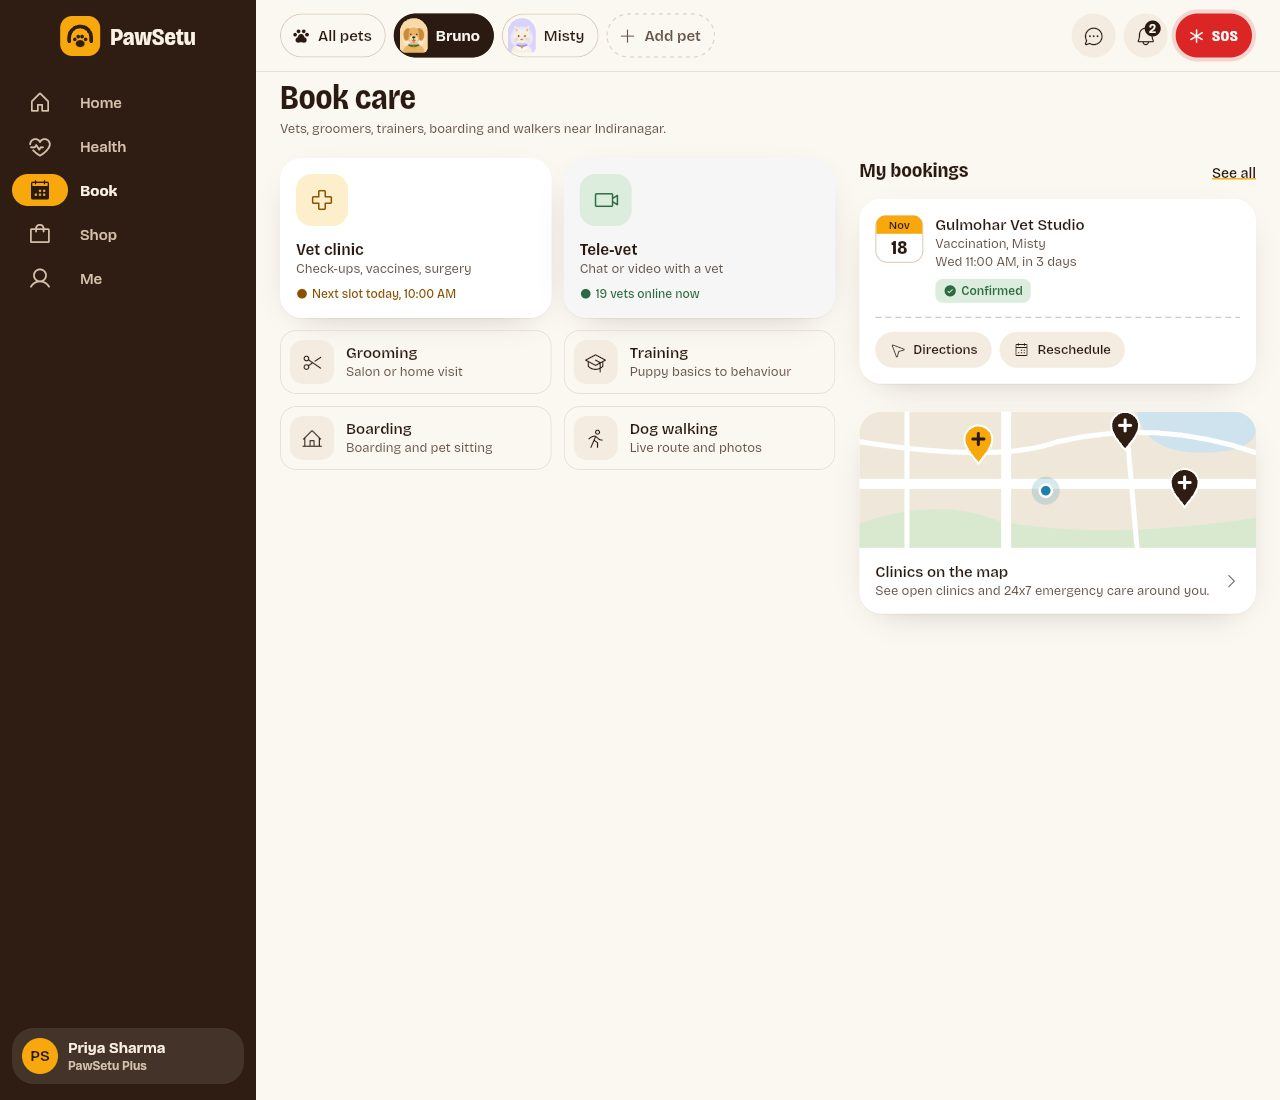 PawSetu
Home
Health
Book
Shop
Me
Priya Sharma
PS
PawSetu Plus
All pets
Bruno
Misty
Add pet
2
SOS
Book care
Vets, groomers, trainers, boarding and walkers near Indiranagar.
Vet clinic
Check-ups, vaccines, surgery
Next slot today, 10:00 AM
Tele-vet
Chat or video with a vet
19 vets online now
Grooming
Salon or home visit
Training
Puppy basics to behaviour
Boarding
Boarding and pet sitting
Dog walking
Live route and photos
My bookings
See all
Nov
18
Gulmohar Vet Studio
Vaccination, Misty
Wed 11:00 AM, in 3 days
Confirmed
Directions
Reschedule
Clinics on the map
See open clinics and 24x7 emergency care around you.